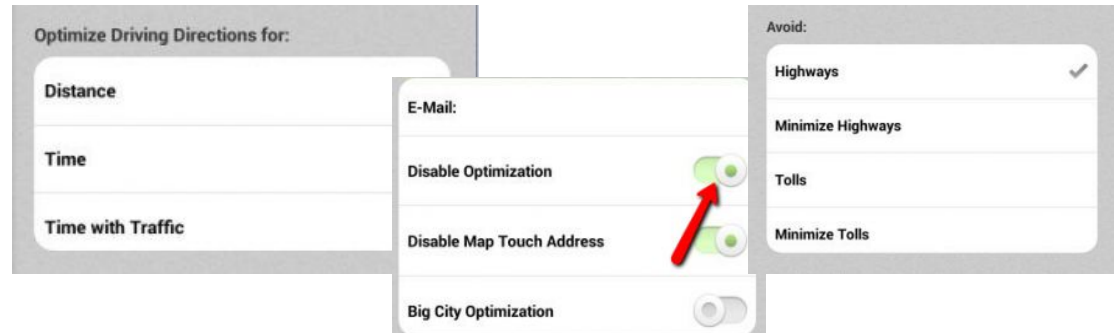 Optimize Driving Directions for:
Distance
Time
Time with Traffic
E-Mail:
Disable Optimization
Disable Map Touch Address
Big City Optimization
Avoid:
Highways
Minimize Highways
Tolls
Minimize Tolls